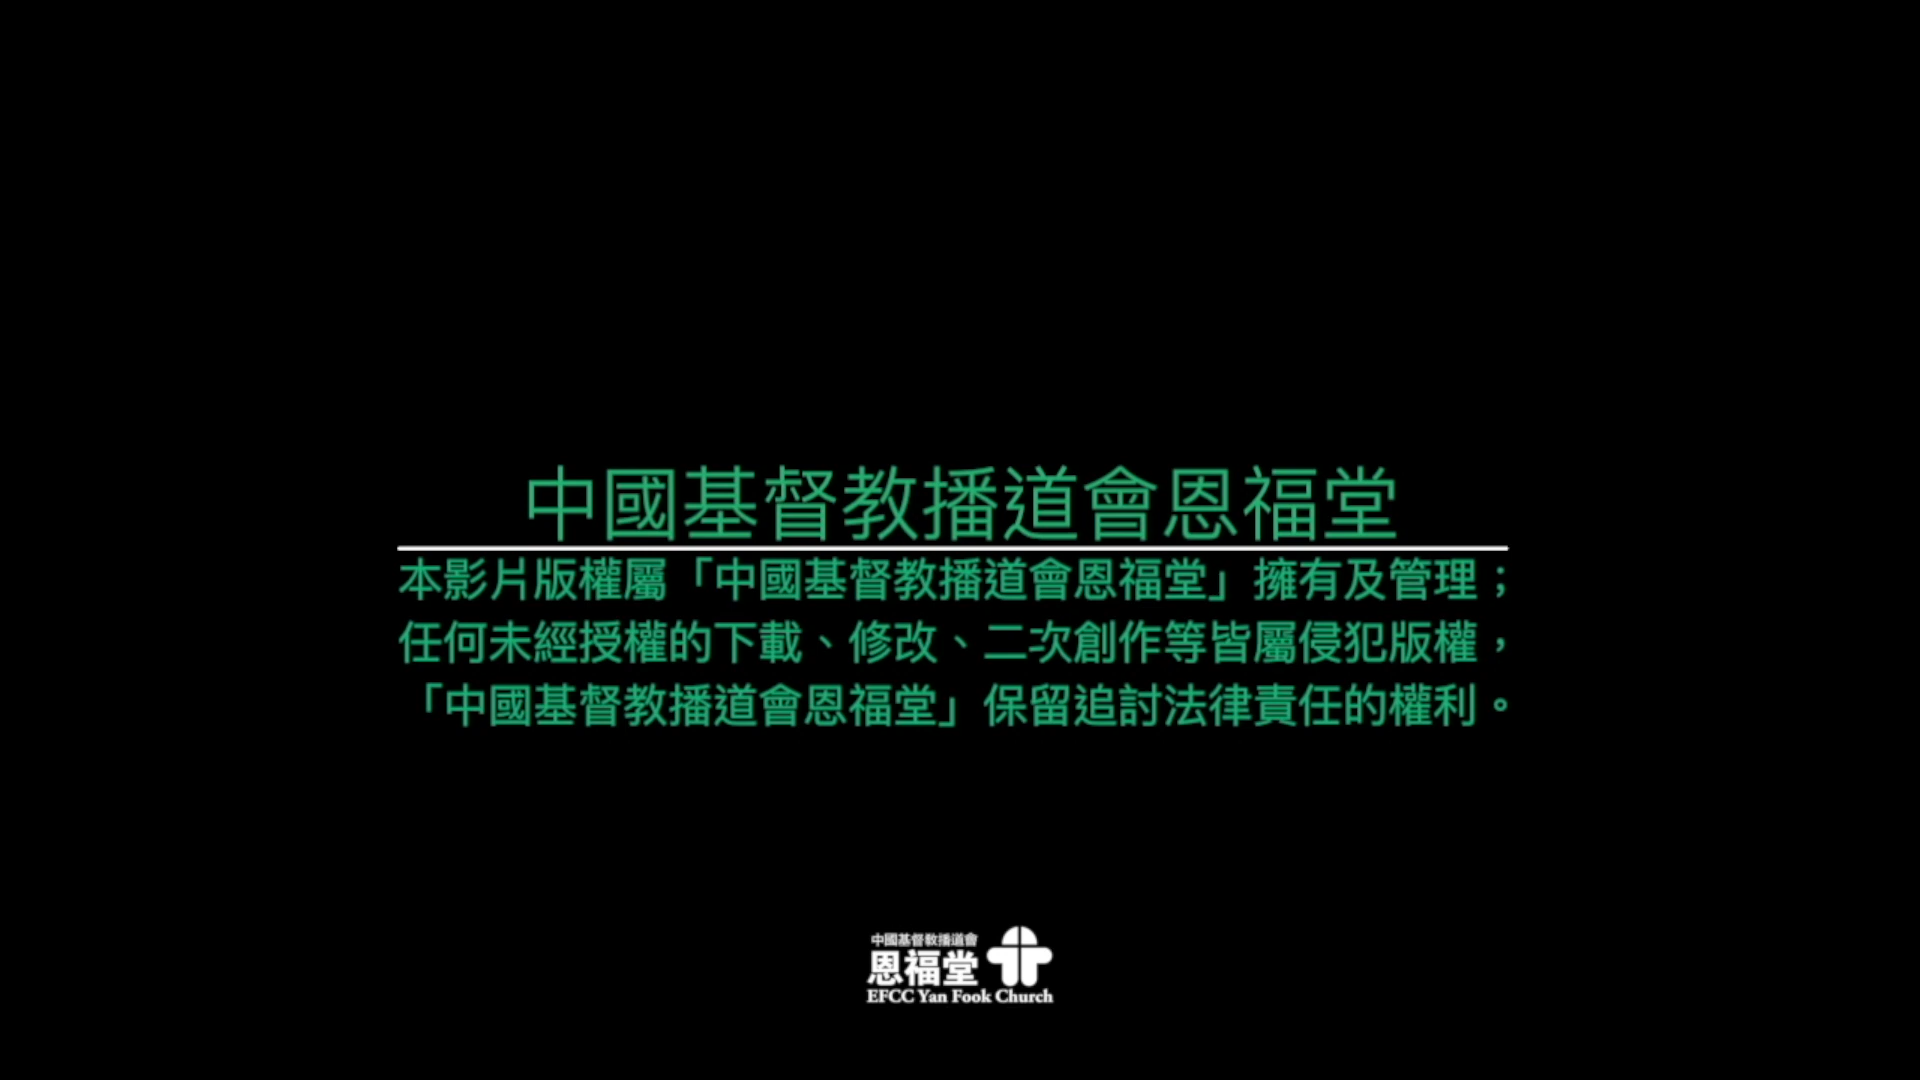 中國基督教播道會恩福堂
本影片版權屬「中國基督教播道會恩福堂」擁有及管理；
任何未經授權的下載、修改、二次創作等皆屬侵犯版權，
「中國基督教播道會恩福堂」保留追討法律責任的權利。
中國基督教播道會
恩福堂
EFCC Yan Fook Church